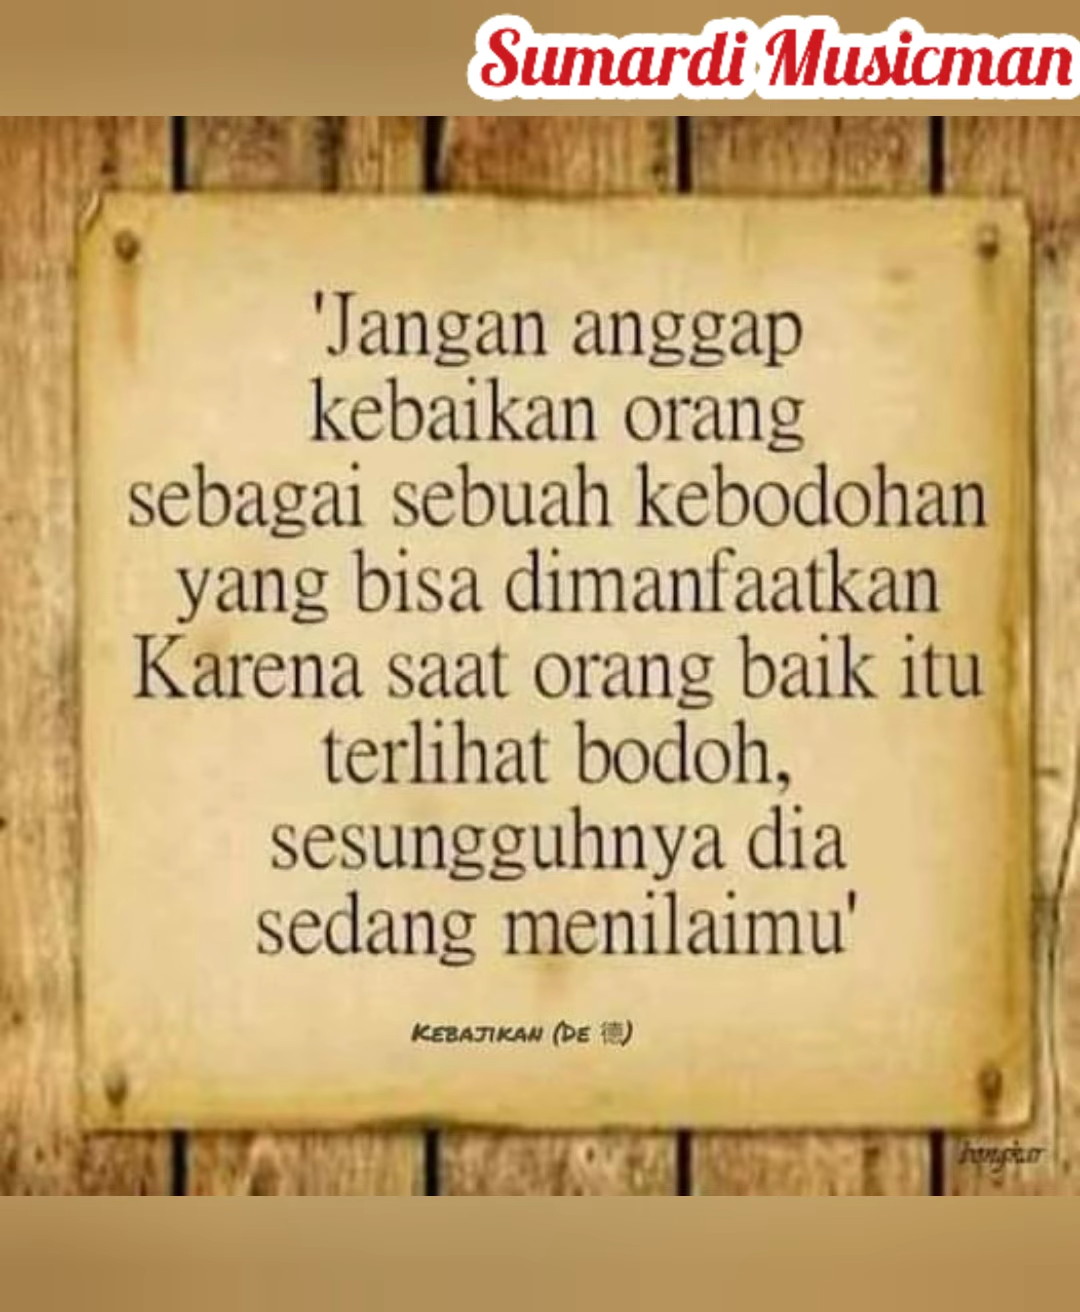 Sumardi Musicman
'Jangan anggap
kebaikan orang
sebagai sebuah kebodohan
yang bisa dimanfaatkan
Karena saat orang baik itu
terlihat bodoh,
sesungguhnya dia
sedang menilaimu'
KEBAJIKAN (DE 德)